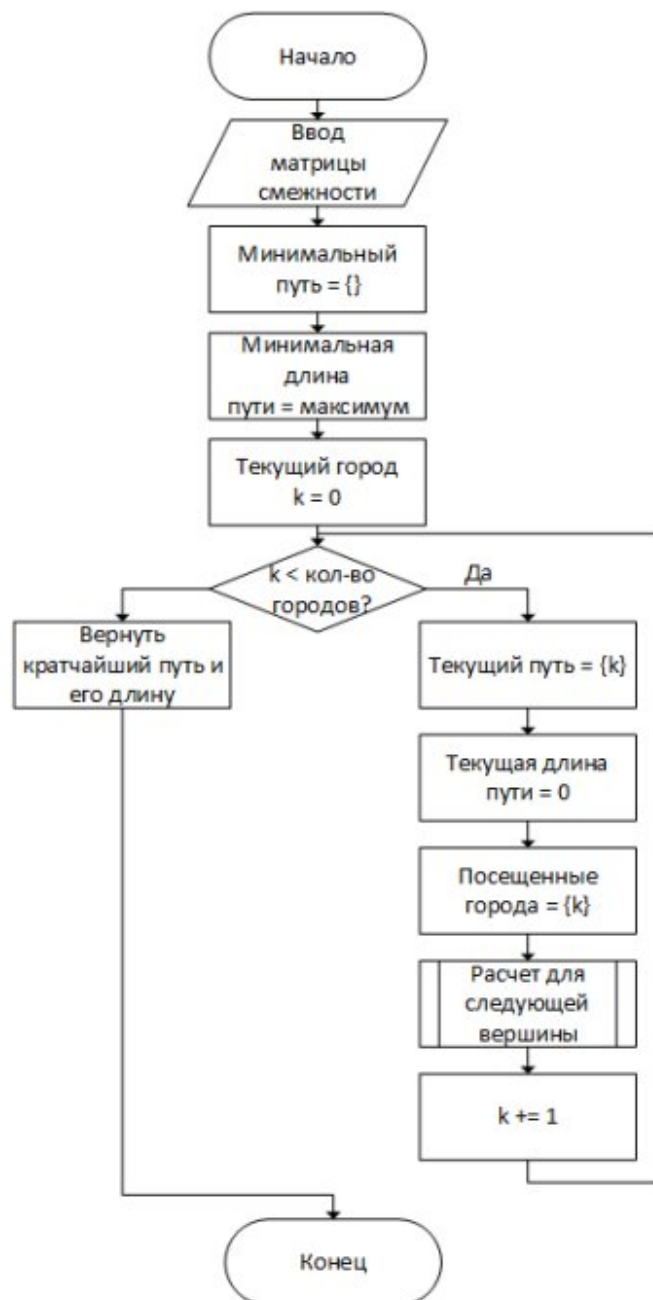 Начало
Ввод
матрицы
смежности
Минимальный
путь = {}
Минимальная
длина
пути = максимум
Текущий город
k = 0
k < кол-во
городов?
Да
Вернуть
кратчайший путь и
его длину
Текущий путь = {k}
Текущая длина
пути = 0
Посещенные
города = {k}
Расчет для
следующей
вершины
k += 1
Конец